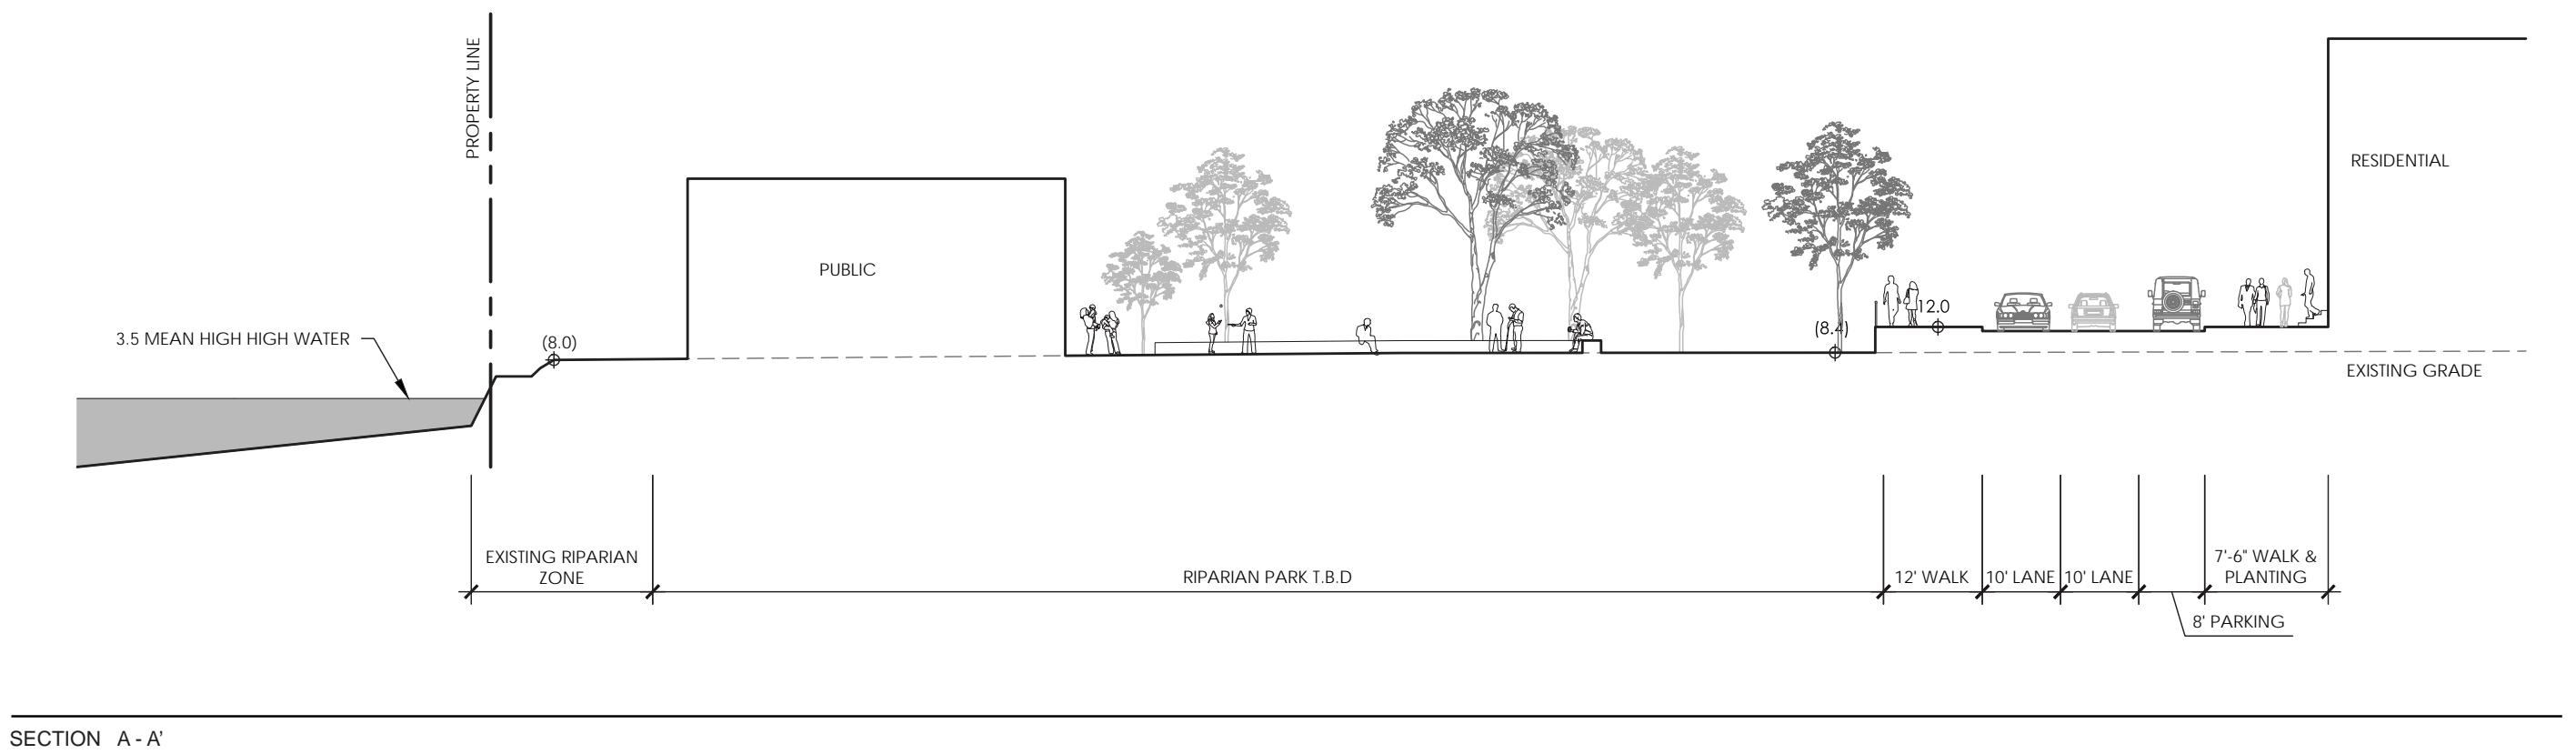 PROPERTY LINE
RESIDENTIAL
PUBLIC
12.0
(8.4)
3.5 MEAN HIGH HIGH WATER
(8.0)
EXISTING GRADE
EXISTING RIPARIAN
ZONE
RIPARIAN PARK T.B.D
12' WALK
10' LANE
10' LANE
7'-6" WALK &
PLANTING
8' PARKING
SECTION A - A'